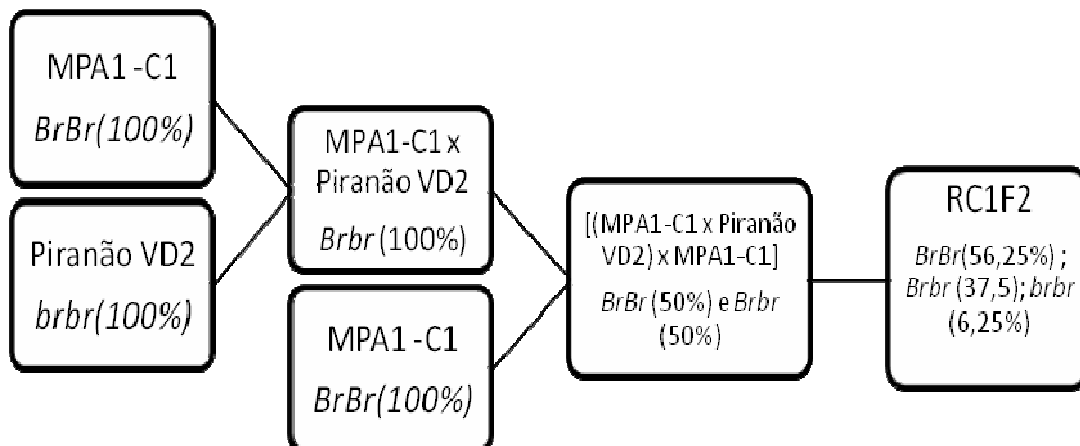 MPA1 -C1
BrBr(100%)
Piranão VD2
brbr(100%)
MPA1-C1 x
Piranão VD2
Brbr (100%)
MPA1 -C1
BrBr(100%)
[(MPA1-C1 x Piranão
VD2) x MPA1-C1]
BrBr (50%) e Brbr
(50%)
RC1F2
BrBr(56,25%) ;
Brbr (37,5); brbr
(6,25%)